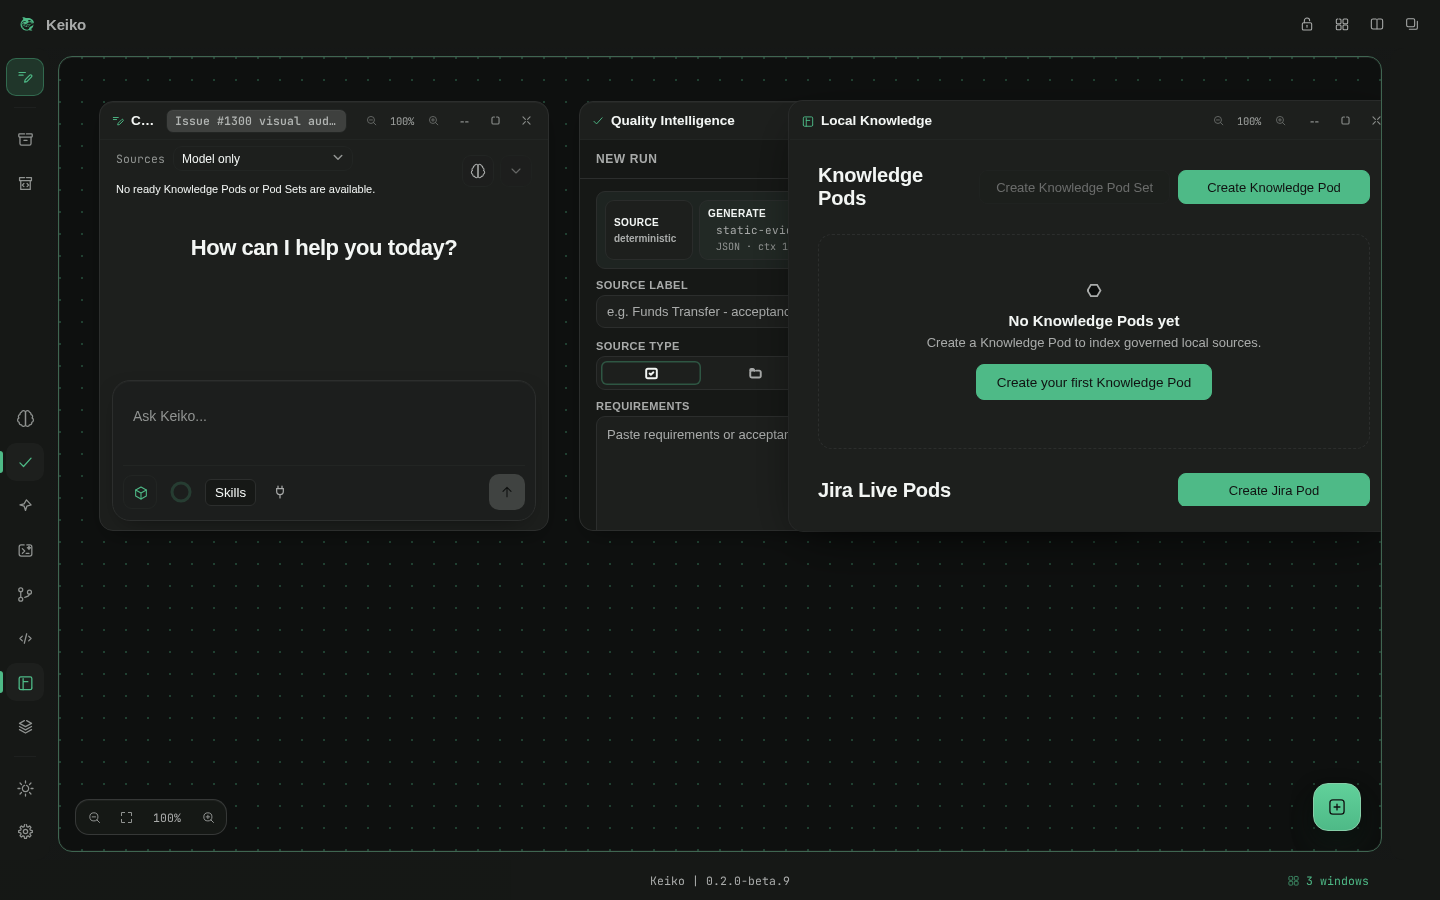 Keiko
C...
Issue #1300 visual aud…
100%
Sources
Model only
No ready Knowledge Pods or Pod Sets are available.
How can I help you today?
Ask Keiko...
Skills
Quality Intelligence
NEW RUN
SOURCE
deterministic
GENERATE
static-evi
JSON · ctx 1
SOURCE LABEL
e.g. Funds Transfer - acceptanc
SOURCE TYPE
REQUIREMENTS
Paste requirements or acceptan
Local Knowledge
100%
Knowledge
Pods
Create Knowledge Pod Set
Create Knowledge Pod
No Knowledge Pods yet
Create a Knowledge Pod to index governed local sources.
Create your first Knowledge Pod
Jira Live Pods
Create Jira Pod
100%
Keiko | 0.2.0-beta.9
3 windows